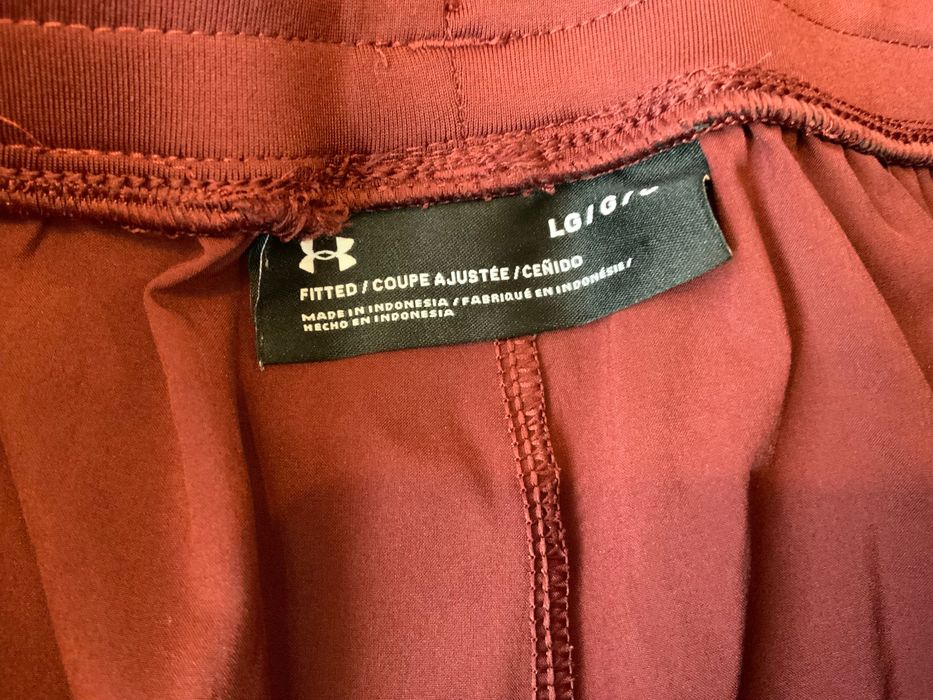 LG/G/
FITTED / COUPE AJUSTÉE / CEÑIDO
MADE IN INDONESIA / FABRIQUÉ EN INDONÉSIE /
HECHO EN INDONESIA